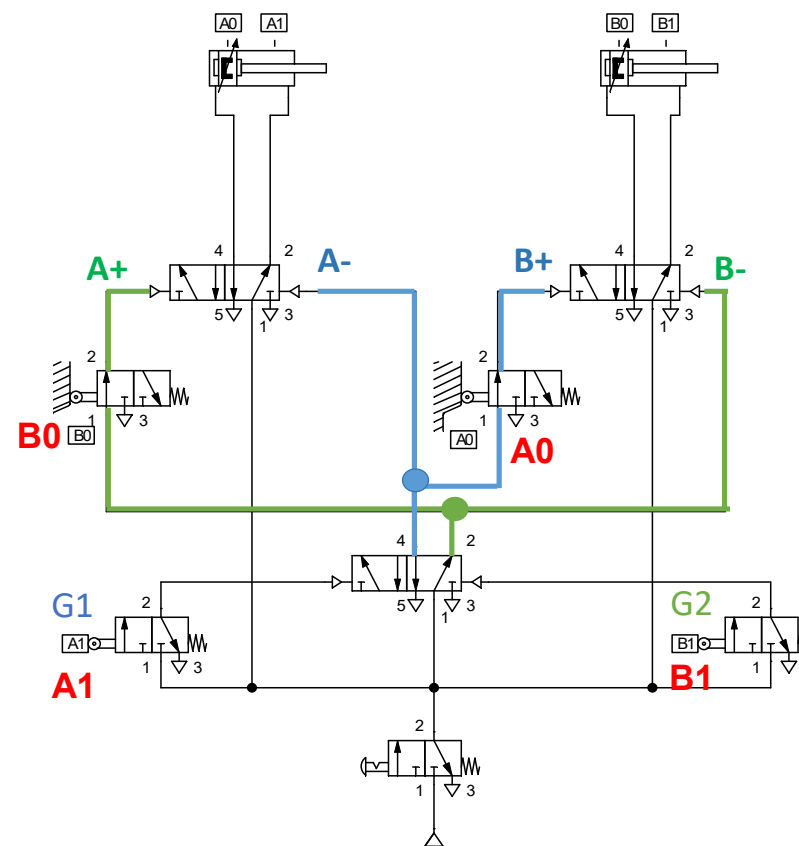 A0 A1
B0 B1
4 2
4 2
A+ A- B+ B-
5 1 3
5 1 3
2
2
1 3
1 3
B0 B0
A0 A0
4 2
5 1 3
G1 2
G2 2
A1
B1
1 3
1 3
A1
B1
2
1 3